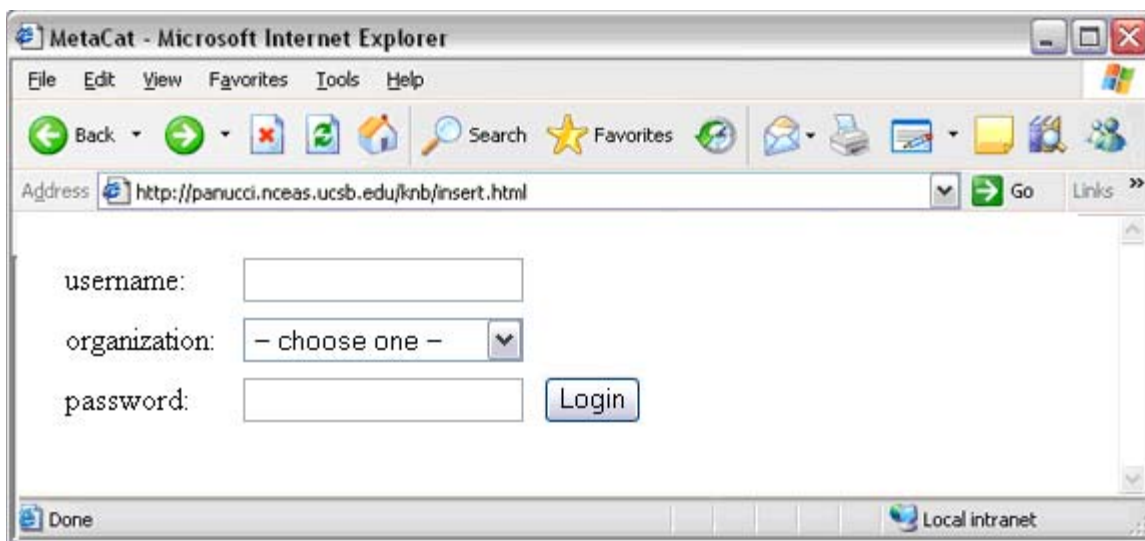 MetaCat - Microsoft Internet Explorer
File Edit View Favorites Tools Help
Back Search Favorites
Address http://panucci.nceas.ucsb.edu/knb/insert.html Go Links »
username:
organization: – choose one –
password: Login
Done Local intranet